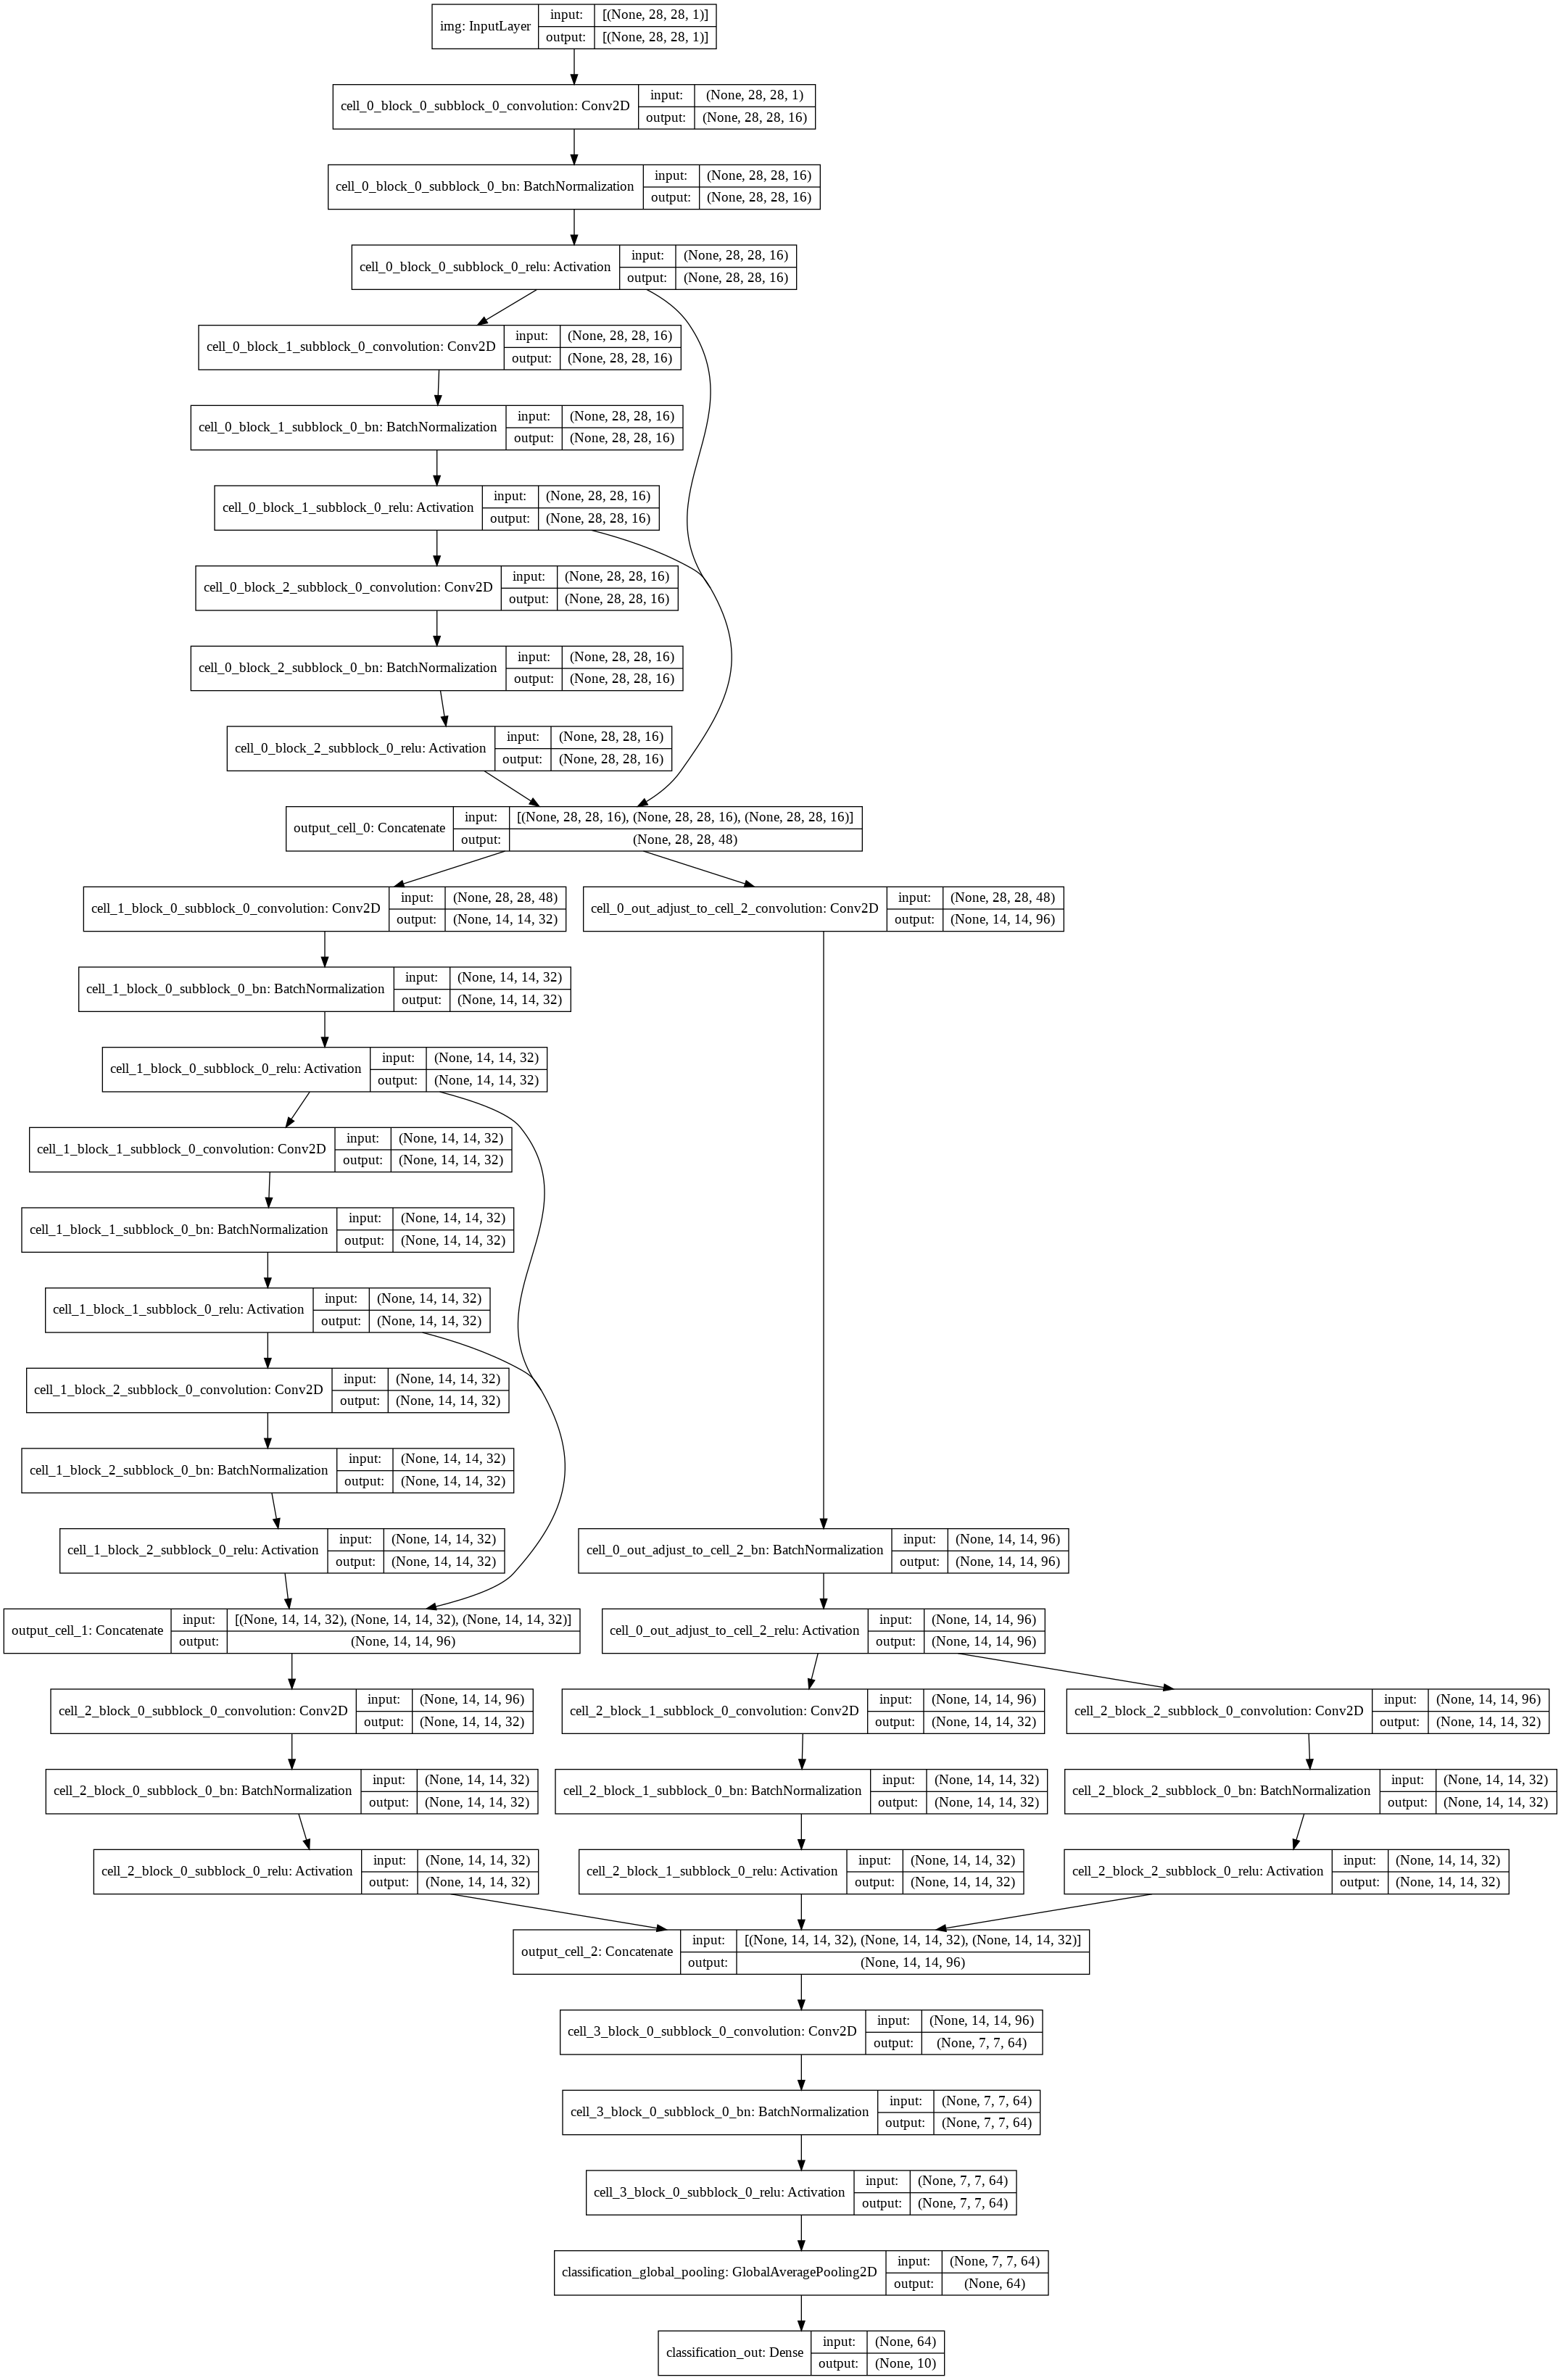 img: InputLayer
input:
[(None, 28, 28, 1)]
output:
[(None, 28, 28, 1)]
cell_0_block_0_subblock_0_convolution: Conv2D
input:
(None, 28, 28, 1)
output:
(None, 28, 28, 16)
cell_0_block_0_subblock_0_bn: BatchNormalization
input:
(None, 28, 28, 16)
output:
(None, 28, 28, 16)
cell_0_block_0_subblock_0_relu: Activation
input:
(None, 28, 28, 16)
output:
(None, 28, 28, 16)
cell_0_block_1_subblock_0_convolution: Conv2D
input:
(None, 28, 28, 16)
output:
(None, 28, 28, 16)
cell_0_block_1_subblock_0_bn: BatchNormalization
input:
(None, 28, 28, 16)
output:
(None, 28, 28, 16)
cell_0_block_1_subblock_0_relu: Activation
input:
(None, 28, 28, 16)
output:
(None, 28, 28, 16)
cell_0_block_2_subblock_0_convolution: Conv2D
input:
(None, 28, 28, 16)
output:
(None, 28, 28, 16)
cell_0_block_2_subblock_0_bn: BatchNormalization
input:
(None, 28, 28, 16)
output:
(None, 28, 28, 16)
cell_0_block_2_subblock_0_relu: Activation
input:
(None, 28, 28, 16)
output:
(None, 28, 28, 16)
output_cell_0: Concatenate
input:
[(None, 28, 28, 16), (None, 28, 28, 16), (None, 28, 28, 16)]
output:
(None, 28, 28, 48)
cell_1_block_0_subblock_0_convolution: Conv2D
input:
(None, 28, 28, 48)
output:
(None, 14, 14, 32)
cell_0_out_adjust_to_cell_2_convolution: Conv2D
input:
(None, 28, 28, 48)
output:
(None, 14, 14, 96)
cell_1_block_0_subblock_0_bn: BatchNormalization
input:
(None, 14, 14, 32)
output:
(None, 14, 14, 32)
cell_1_block_0_subblock_0_relu: Activation
input:
(None, 14, 14, 32)
output:
(None, 14, 14, 32)
cell_1_block_1_subblock_0_convolution: Conv2D
input:
(None, 14, 14, 32)
output:
(None, 14, 14, 32)
cell_1_block_1_subblock_0_bn: BatchNormalization
input:
(None, 14, 14, 32)
output:
(None, 14, 14, 32)
cell_1_block_1_subblock_0_relu: Activation
input:
(None, 14, 14, 32)
output:
(None, 14, 14, 32)
cell_1_block_2_subblock_0_convolution: Conv2D
input:
(None, 14, 14, 32)
output:
(None, 14, 14, 32)
cell_1_block_2_subblock_0_bn: BatchNormalization
input:
(None, 14, 14, 32)
output:
(None, 14, 14, 32)
cell_1_block_2_subblock_0_relu: Activation
input:
(None, 14, 14, 32)
output:
(None, 14, 14, 32)
cell_0_out_adjust_to_cell_2_bn: BatchNormalization
input:
(None, 14, 14, 96)
output:
(None, 14, 14, 96)
output_cell_1: Concatenate
input:
[(None, 14, 14, 32), (None, 14, 14, 32), (None, 14, 14, 32)]
output:
(None, 14, 14, 96)
cell_0_out_adjust_to_cell_2_relu: Activation
input:
(None, 14, 14, 96)
output:
(None, 14, 14, 96)
cell_2_block_0_subblock_0_convolution: Conv2D
input:
(None, 14, 14, 96)
output:
(None, 14, 14, 32)
cell_2_block_1_subblock_0_convolution: Conv2D
input:
(None, 14, 14, 96)
output:
(None, 14, 14, 32)
cell_2_block_2_subblock_0_convolution: Conv2D
input:
(None, 14, 14, 96)
output:
(None, 14, 14, 32)
cell_2_block_0_subblock_0_bn: BatchNormalization
input:
(None, 14, 14, 32)
output:
(None, 14, 14, 32)
cell_2_block_1_subblock_0_bn: BatchNormalization
input:
(None, 14, 14, 32)
output:
(None, 14, 14, 32)
cell_2_block_2_subblock_0_bn: BatchNormalization
input:
(None, 14, 14, 32)
output:
(None, 14, 14, 32)
cell_2_block_0_subblock_0_relu: Activation
input:
(None, 14, 14, 32)
output:
(None, 14, 14, 32)
cell_2_block_1_subblock_0_relu: Activation
input:
(None, 14, 14, 32)
output:
(None, 14, 14, 32)
cell_2_block_2_subblock_0_relu: Activation
input:
(None, 14, 14, 32)
output:
(None, 14, 14, 32)
output_cell_2: Concatenate
input:
[(None, 14, 14, 32), (None, 14, 14, 32), (None, 14, 14, 32)]
output:
(None, 14, 14, 96)
cell_3_block_0_subblock_0_convolution: Conv2D
input:
(None, 14, 14, 96)
output:
(None, 7, 7, 64)
cell_3_block_0_subblock_0_bn: BatchNormalization
input:
(None, 7, 7, 64)
output:
(None, 7, 7, 64)
cell_3_block_0_subblock_0_relu: Activation
input:
(None, 7, 7, 64)
output:
(None, 7, 7, 64)
classification_global_pooling: GlobalAveragePooling2D
input:
(None, 7, 7, 64)
output:
(None, 64)
classification_out: Dense
input:
(None, 64)
output:
(None, 10)